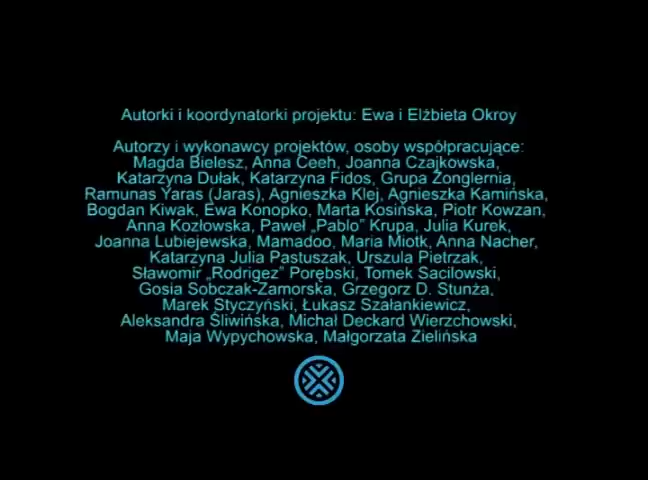 Autorki i koordynatorki projektu: Ewa i Elżbieta Okroy
Autorzy i wykonawcy projektów, osoby współpracujące:
Magda Bielesz, Anna Ceeh, Joanna Czajkowska,
Katarzyna Dułak, Katarzyna Fidos, Grupa Żonglernia,
Ramunas Yaras (Jaras), Agnieszka Klej, Agnieszka Kamińska,
Bogdan Kiwak, Ewa Konopko, Marta Kosińska, Piotr Kowzan,
Anna Kozłowska, Paweł „Pablo” Krupa, Julia Kurek,
Joanna Lubiejewska, Mamadoo, Maria Miotk, Anna Nacher,
Katarzyna Julia Pastuszak, Urszula Pietrzak,
Sławomir „Rodrigez” Porębski, Tomek Sacilowski,
Gosia Sobczak-Zamorska, Grzegorz D. Stunża,
Marek Styczyński, Łukasz Szałankiewicz,
Aleksandra Śliwińska, Michał Deckard Wierzchowski,
Maja Wypychowska, Małgorzata Zielińska